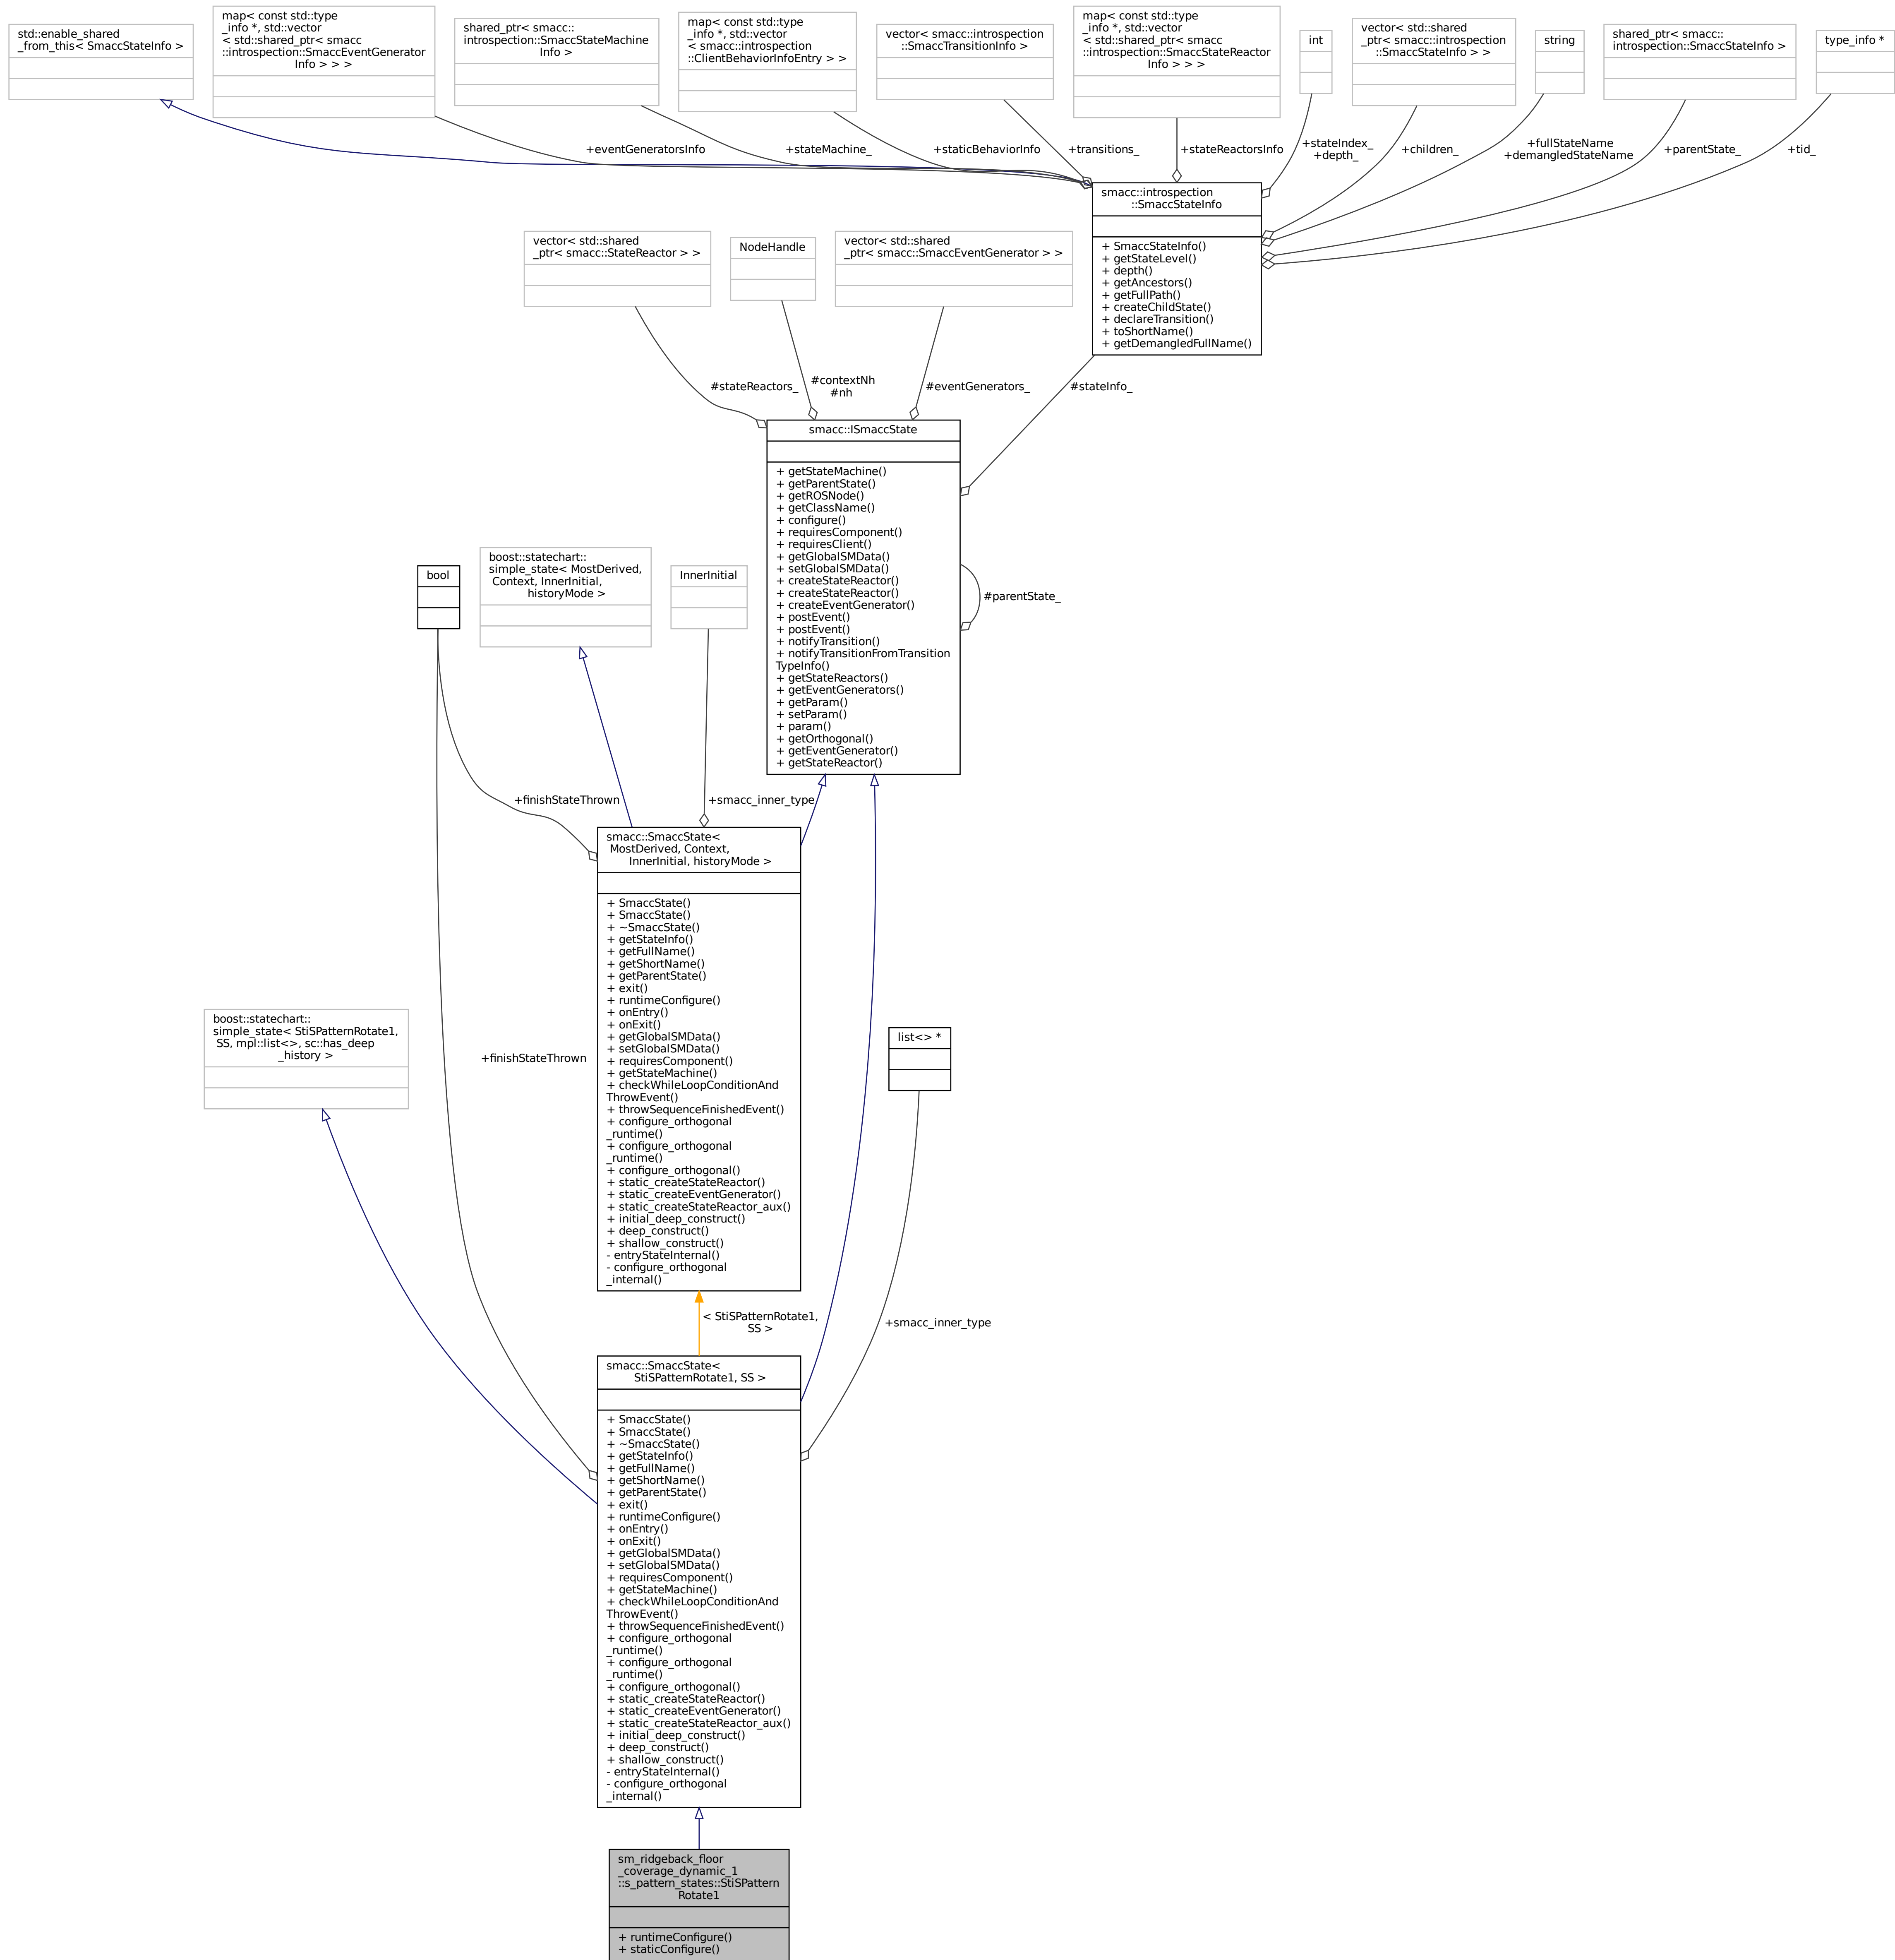 std::enable_shared
_from_this< SmaccStateInfo >
map< const std::type
_info *, std::vector
< std::shared_ptr< smacc
::introspection::SmaccEventGenerator
Info > > >
shared_ptr< smacc::
introspection::SmaccStateMachine
Info >
map< const std::type
_info *, std::vector
< smacc::introspection
::ClientBehaviorInfoEntry > >
vector< smacc::introspection
::SmaccTransitionInfo >
map< const std::type
_info *, std::vector
< std::shared_ptr< smacc
::introspection::SmaccStateReactor
Info > > >
int
vector< std::shared
_ptr< smacc::introspection
::SmaccStateInfo > >
string
shared_ptr< smacc::
introspection::SmaccStateInfo >
type_info *
+eventGeneratorsInfo
+stateMachine_
+staticBehaviorInfo
+transitions_
+stateReactorsInfo
+stateIndex_
+depth_
+children_
+fullStateName
+demangledStateName
+parentState_
+tid_
smacc::introspection
::SmaccStateInfo
+ SmaccStateInfo()
+ getStateLevel()
+ depth()
+ getAncestors()
+ getFullPath()
+ createChildState()
+ declareTransition()
+ toShortName()
+ getDemangledFullName()
vector< std::shared
_ptr< smacc::StateReactor > >
NodeHandle
vector< std::shared
_ptr< smacc::SmaccEventGenerator > >
#stateReactors_
#contextNh
#nh
#eventGenerators_
#stateInfo_
smacc::ISmaccState
+ getStateMachine()
+ getParentState()
+ getROSNode()
+ getClassName()
+ configure()
+ requiresComponent()
+ requiresClient()
+ getGlobalSMData()
+ setGlobalSMData()
+ createStateReactor()
+ createStateReactor()
+ createEventGenerator()
+ postEvent()
+ postEvent()
+ notifyTransition()
+ notifyTransitionFromTransition
TypeInfo()
+ getStateReactors()
+ getEventGenerators()
+ getParam()
+ setParam()
+ param()
+ getOrthogonal()
+ getEventGenerator()
+ getStateReactor()
#parentState_
bool
boost::statechart::
simple_state< MostDerived,
Context, InnerInitial,
historyMode >
InnerInitial
+finishStateThrown
+smacc_inner_type
smacc::SmaccState<
MostDerived, Context,
InnerInitial, historyMode >
+ SmaccState()
+ SmaccState()
+ ~SmaccState()
+ getStateInfo()
+ getFullName()
+ getShortName()
+ getParentState()
+ exit()
+ runtimeConfigure()
+ onEntry()
+ onExit()
+ getGlobalSMData()
+ setGlobalSMData()
+ requiresComponent()
+ getStateMachine()
+ checkWhileLoopConditionAnd
ThrowEvent()
+ throwSequenceFinishedEvent()
+ configure_orthogonal
_runtime()
+ configure_orthogonal
_runtime()
+ configure_orthogonal()
+ static_createStateReactor()
+ static_createEventGenerator()
+ static_createStateReactor_aux()
+ initial_deep_construct()
+ deep_construct()
+ shallow_construct()
- entryStateInternal()
- configure_orthogonal
_internal()
boost::statechart::
simple_state< StiSPatternRotate1,
SS, mpl::list<>, sc::has_deep
_history >
+finishStateThrown
list<> *
< StiSPatternRotate1,
SS >
+smacc_inner_type
smacc::SmaccState<
StiSPatternRotate1, SS >
+ SmaccState()
+ SmaccState()
+ ~SmaccState()
+ getStateInfo()
+ getFullName()
+ getShortName()
+ getParentState()
+ exit()
+ runtimeConfigure()
+ onEntry()
+ onExit()
+ getGlobalSMData()
+ setGlobalSMData()
+ requiresComponent()
+ getStateMachine()
+ checkWhileLoopConditionAnd
ThrowEvent()
+ throwSequenceFinishedEvent()
+ configure_orthogonal
_runtime()
+ configure_orthogonal
_runtime()
+ configure_orthogonal()
+ static_createStateReactor()
+ static_createEventGenerator()
+ static_createStateReactor_aux()
+ initial_deep_construct()
+ deep_construct()
+ shallow_construct()
- entryStateInternal()
- configure_orthogonal
_internal()
sm_ridgeback_floor
_coverage_dynamic_1
::s_pattern_states::StiSPattern
Rotate1
+ runtimeConfigure()
+ staticConfigure()